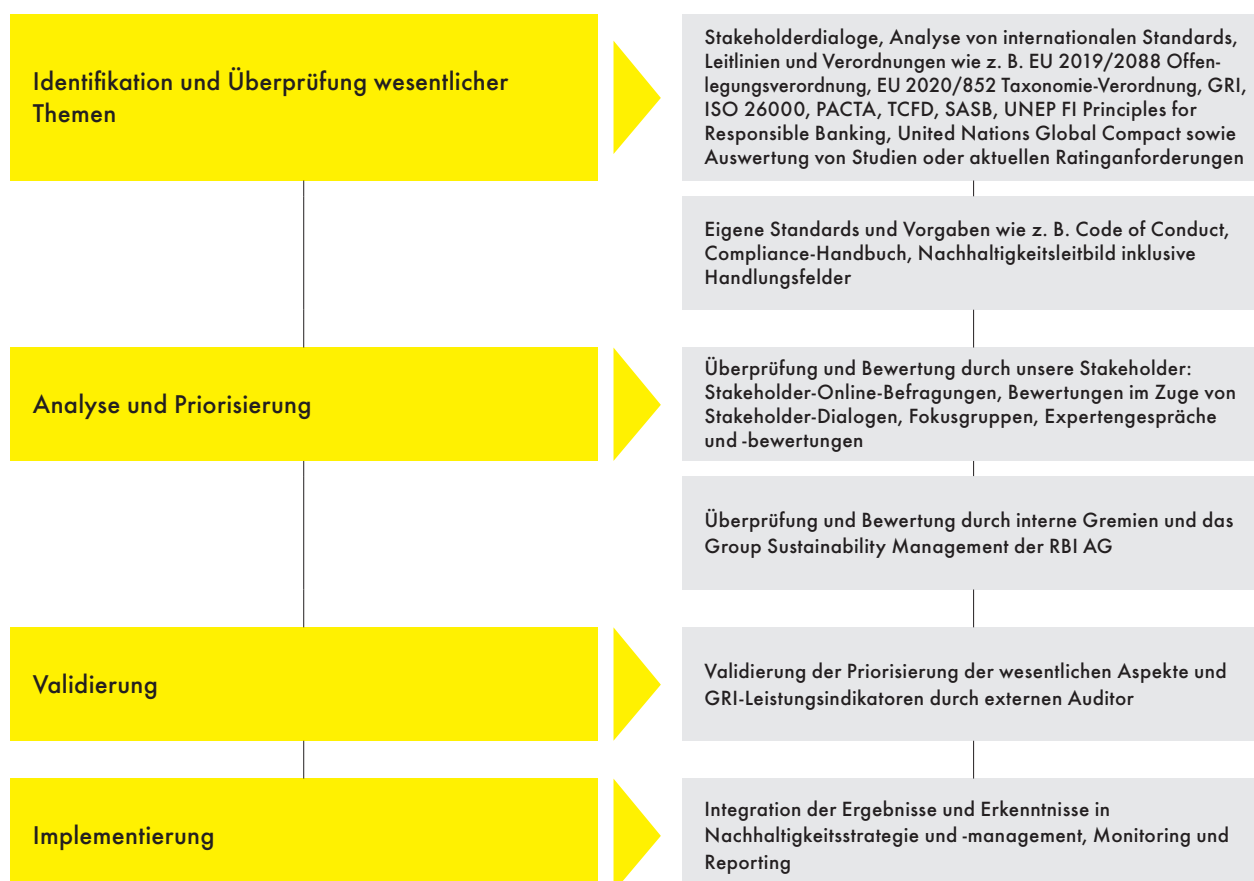 Identifikation und Überprüfung wesentlicher
Themen
Stakeholderdialoge, Analyse von internationalen Standards,
Leitlinien und Verordnungen wie z. B. EU 2019/2088 Offen-
legungsverordnung, EU 2020/852 Taxonomie-Verordnung, GRI,
ISO 26000, PACTA, TCFD, SASB, UNEP FI Principles for
Responsible Banking, United Nations Global Compact sowie
Auswertung von Studien oder aktuellen Ratinganforderungen
Eigene Standards und Vorgaben wie z. B. Code of Conduct,
Compliance-Handbuch, Nachhaltigkeitsleitbild inklusive
Handlungsfelder
Analyse und Priorisierung
Überprüfung und Bewertung durch unsere Stakeholder:
Stakeholder-Online-Befragungen, Bewertungen im Zuge von
Stakeholder-Dialogen, Fokusgruppen, Expertengespräche
und -bewertungen
Überprüfung und Bewertung durch interne Gremien und das
Group Sustainability Management der RBI AG
Validierung
Validierung der Priorisierung der wesentlichen Aspekte und
GRI-Leistungsindikatoren durch externen Auditor
Implementierung
Integration der Ergebnisse und Erkenntnisse in
Nachhaltigkeitsstrategie und -management, Monitoring und
Reporting